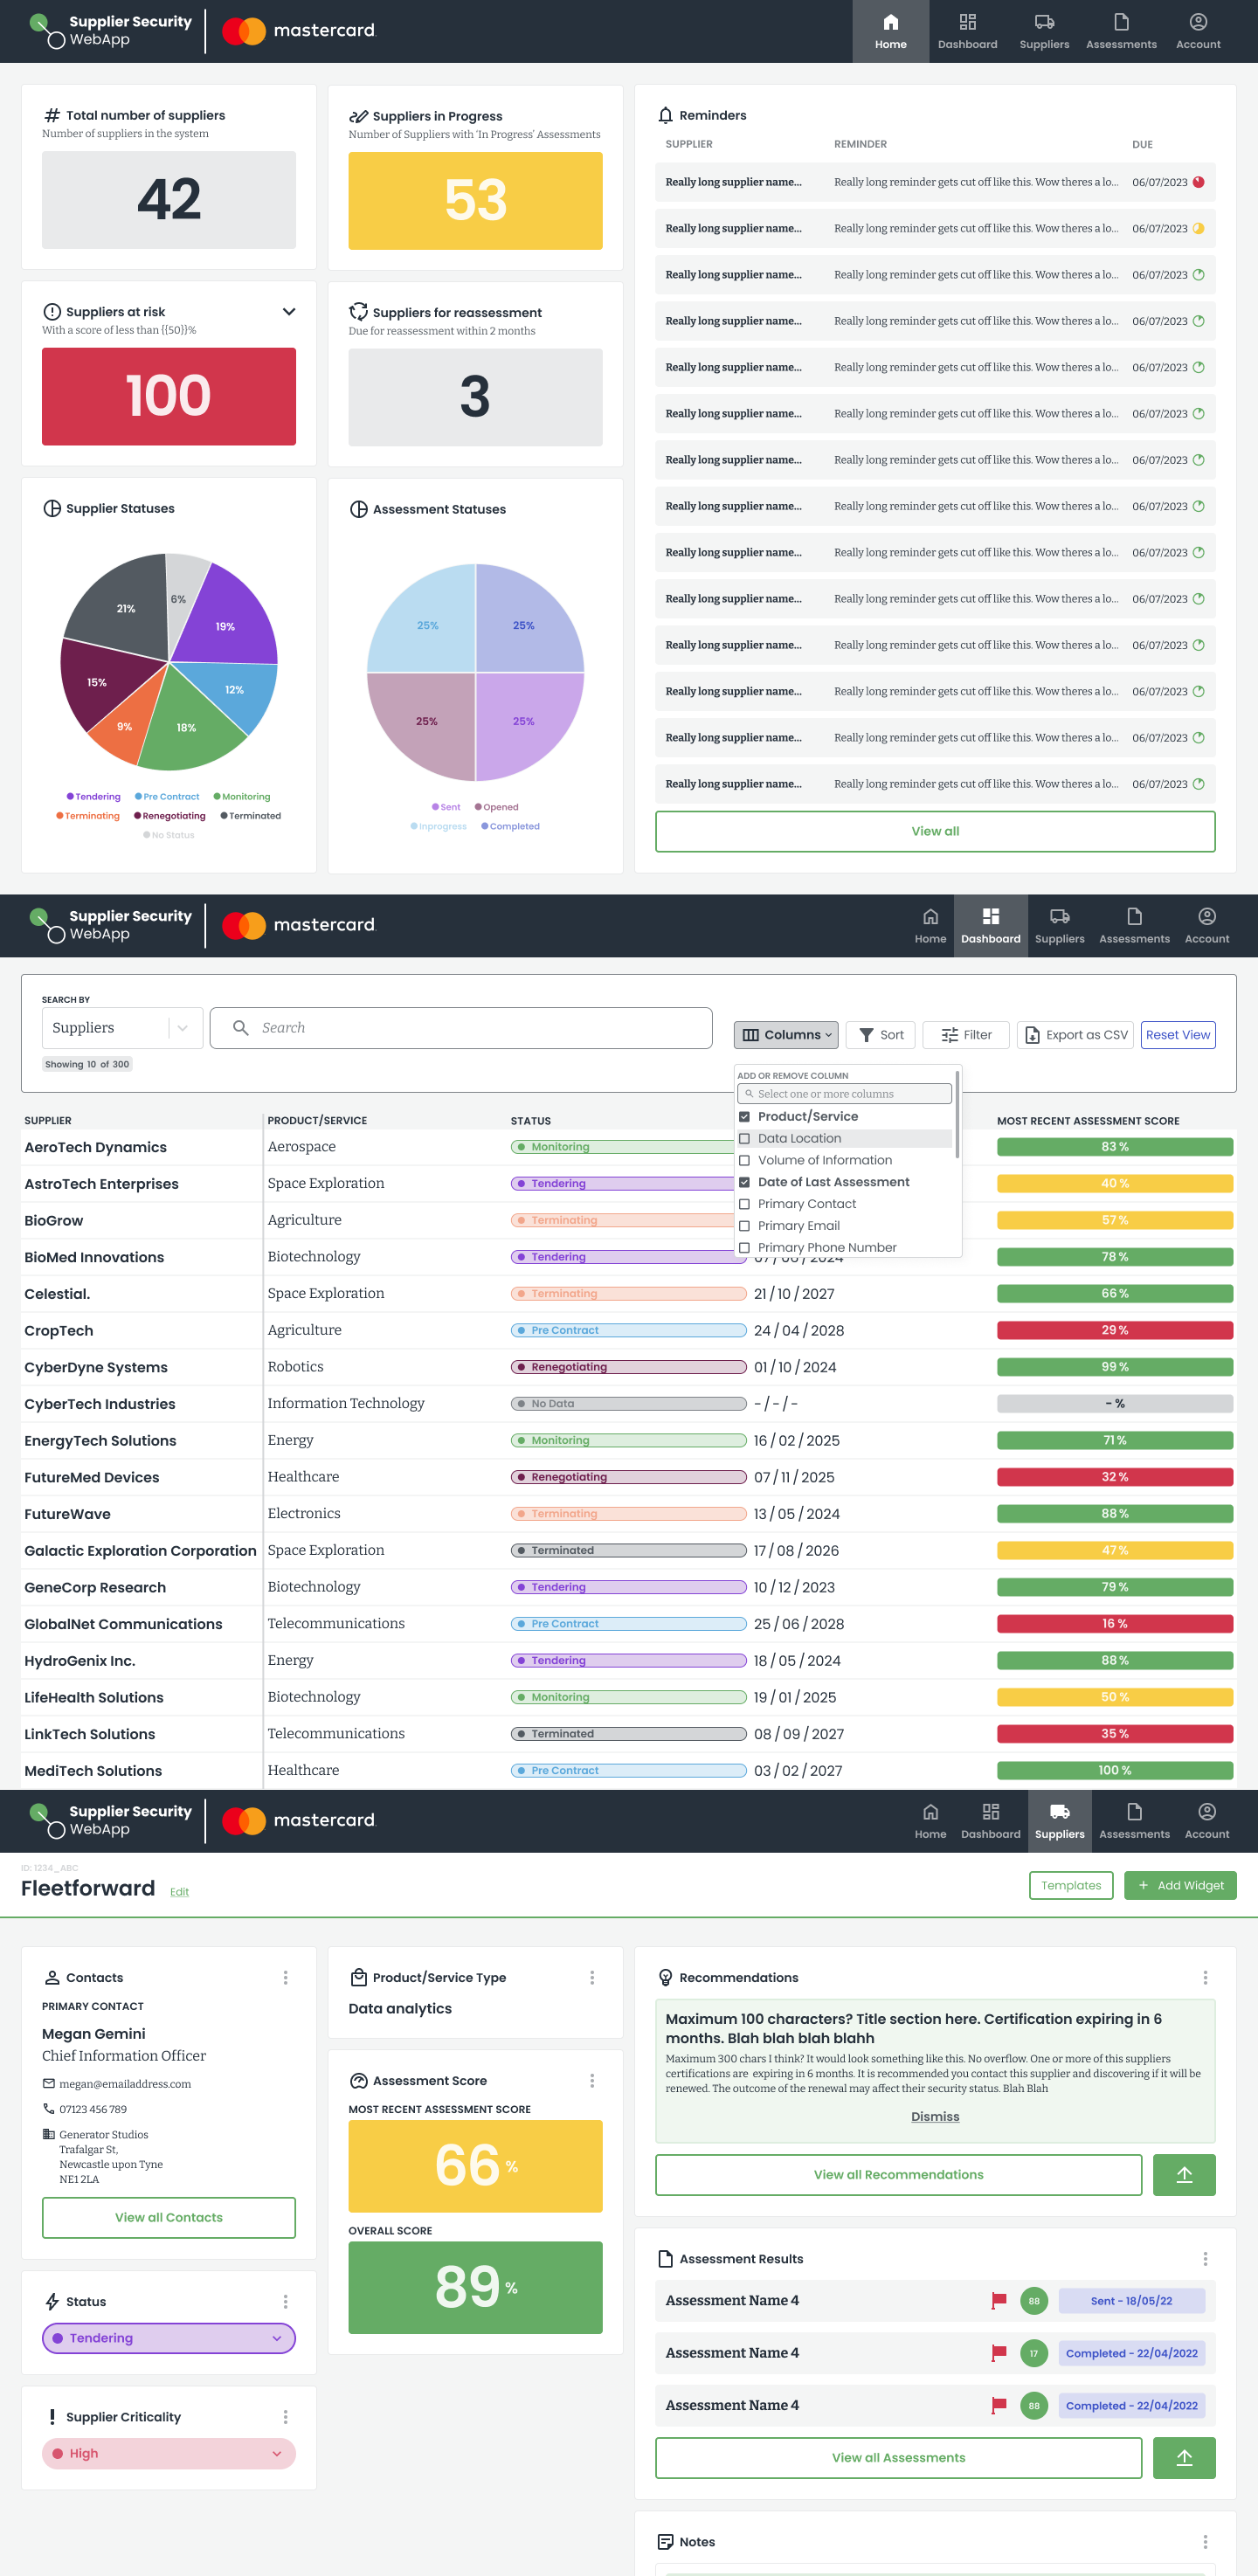 Supplier Security
WebApp
mastercard
Home
Dashboard
Suppliers
Assessments
Account
Total number of suppliers
Number of suppliers in the system
42
Suppliers in Progress
Number of Suppliers with 'In Progress' Assessments
53
Suppliers at risk
With a score of less than {{50}}%
100
Suppliers for reassessment
Due for reassessment within 2 months
3
Supplier Statuses
6%
21%
19%
15%
12%
9%
18%
Tendering Pre Contract Monitoring
Terminating Renegotiating Terminated
No Status
Assessment Statuses
25% 25%
25% 25%
Sent Opened
Inprogress Completed
Reminders
SUPPLIER REMINDER DUE
Really long supplier name... Really long reminder gets cut off like this. Wow theres a lo... 06/07/2023
Really long supplier name... Really long reminder gets cut off like this. Wow theres a lo... 06/07/2023
Really long supplier name... Really long reminder gets cut off like this. Wow theres a lo... 06/07/2023
Really long supplier name... Really long reminder gets cut off like this. Wow theres a lo... 06/07/2023
Really long supplier name... Really long reminder gets cut off like this. Wow theres a lo... 06/07/2023
Really long supplier name... Really long reminder gets cut off like this. Wow theres a lo... 06/07/2023
Really long supplier name... Really long reminder gets cut off like this. Wow theres a lo... 06/07/2023
Really long supplier name... Really long reminder gets cut off like this. Wow theres a lo... 06/07/2023
Really long supplier name... Really long reminder gets cut off like this. Wow theres a lo... 06/07/2023
Really long supplier name... Really long reminder gets cut off like this. Wow theres a lo... 06/07/2023
Really long supplier name... Really long reminder gets cut off like this. Wow theres a lo... 06/07/2023
Really long supplier name... Really long reminder gets cut off like this. Wow theres a lo... 06/07/2023
Really long supplier name... Really long reminder gets cut off like this. Wow theres a lo... 06/07/2023
Really long supplier name... Really long reminder gets cut off like this. Wow theres a lo... 06/07/2023
View all
Supplier Security
WebApp
mastercard
Home
Dashboard
Suppliers
Assessments
Account
SEARCH BY
Suppliers
Search
Showing 10 of 300
Columns
Sort
Filter
Export as CSV
Reset View
ADD OR REMOVE COLUMN
Select one or more columns
Product/Service
Data Location
Volume of Information
Date of Last Assessment
Primary Contact
Primary Email
Primary Phone Number
SUPPLIER PRODUCT/SERVICE STATUS MOST RECENT ASSESSMENT SCORE
AeroTech Dynamics Aerospace Monitoring 83 %
AstroTech Enterprises Space Exploration Tendering 40 %
BioGrow Agriculture Terminating 57 %
BioMed Innovations Biotechnology Tendering 07 / 06 / 2024 78 %
Celestial. Space Exploration Terminating 21 / 10 / 2027 66 %
CropTech Agriculture Pre Contract 24 / 04 / 2028 29 %
CyberDyne Systems Robotics Renegotiating 01 / 10 / 2024 99 %
CyberTech Industries Information Technology No Data - / - / - - %
EnergyTech Solutions Energy Monitoring 16 / 02 / 2025 71 %
FutureMed Devices Healthcare Renegotiating 07 / 11 / 2025 32 %
FutureWave Electronics Terminating 13 / 05 / 2024 88 %
Galactic Exploration Corporation Space Exploration Terminated 17 / 08 / 2026 47 %
GeneCorp Research Biotechnology Tendering 10 / 12 / 2023 79 %
GlobalNet Communications Telecommunications Pre Contract 25 / 06 / 2028 16 %
HydroGenix Inc. Energy Tendering 18 / 05 / 2024 88 %
LifeHealth Solutions Biotechnology Monitoring 19 / 01 / 2025 50 %
LinkTech Solutions Telecommunications Terminated 08 / 09 / 2027 35 %
MediTech Solutions Healthcare Pre Contract 03 / 02 / 2027 100 %
Supplier Security
WebApp
mastercard
Home
Dashboard
Suppliers
Assessments
Account
ID: 1234_ABC
Fleetforward
Edit
Templates
+ Add Widget
Contacts
PRIMARY CONTACT
Megan Gemini
Chief Information Officer
megan@emailaddress.com
07123 456 789
Generator Studios
Trafalgar St,
Newcastle upon Tyne
NE1 2LA
View all Contacts
Status
Tendering
Supplier Criticality
High
Product/Service Type
Data analytics
Assessment Score
MOST RECENT ASSESSMENT SCORE
66 %
OVERALL SCORE
89 %
Recommendations
Maximum 100 characters? Title section here. Certification expiring in 6
months. Blah blah blah blahh
Maximum 300 chars I think? It would look something like this. No overflow. One or more of this suppliers
certifications are expiring in 6 months. It is recommended you contact this supplier and discovering if it will be
renewed. The outcome of the renewal may affect their security status. Blah Blah
Dismiss
View all Recommendations
Assessment Results
Assessment Name 4 88 Sent - 18/05/22
Assessment Name 4 17 Completed - 22/04/2022
Assessment Name 4 88 Completed - 22/04/2022
View all Assessments
Notes